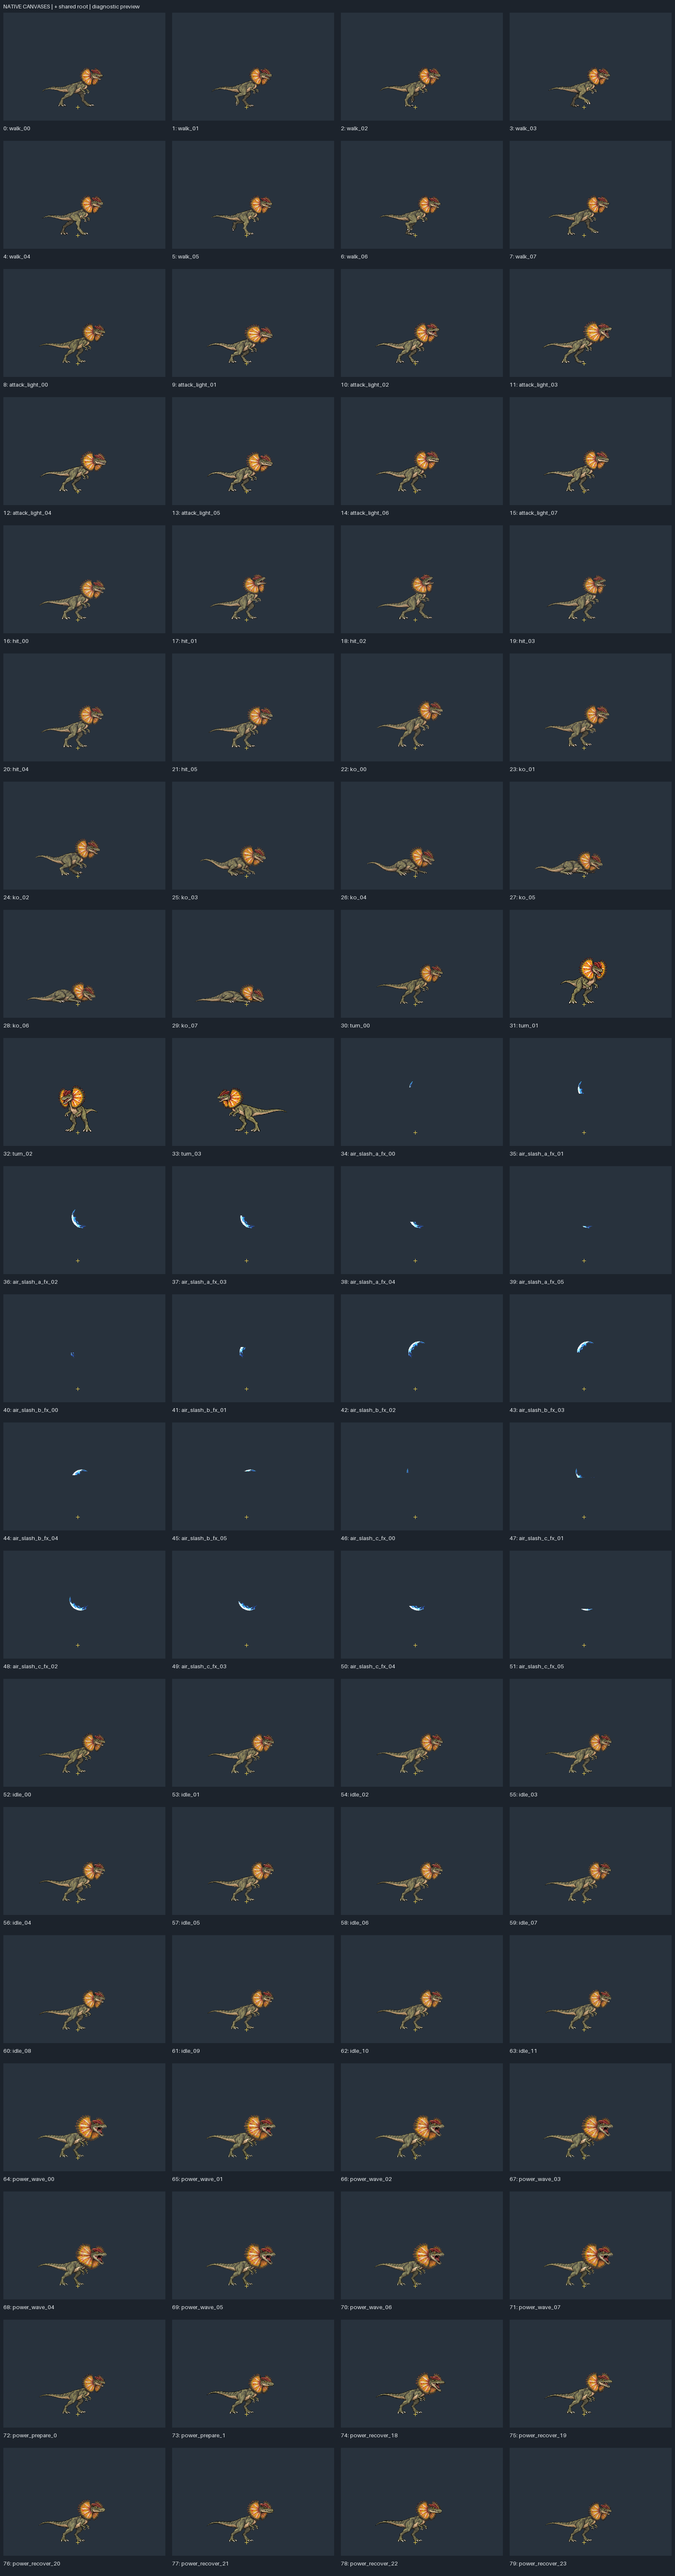 NATIVE CANVASES | + shared root | diagnostic preview
0: walk_00
1: walk_01
2: walk_02
3: walk_03
4: walk_04
5: walk_05
6: walk_06
7: walk_07
8: attack_light_00
9: attack_light_01
10: attack_light_02
11: attack_light_03
12: attack_light_04
13: attack_light_05
14: attack_light_06
15: attack_light_07
16: hit_00
17: hit_01
18: hit_02
19: hit_03
20: hit_04
21: hit_05
22: ko_00
23: ko_01
24: ko_02
25: ko_03
26: ko_04
27: ko_05
28: ko_06
29: ko_07
30: turn_00
31: turn_01
32: turn_02
33: turn_03
34: air_slash_a_fx_00
35: air_slash_a_fx_01
36: air_slash_a_fx_02
37: air_slash_a_fx_03
38: air_slash_a_fx_04
39: air_slash_a_fx_05
40: air_slash_b_fx_00
41: air_slash_b_fx_01
42: air_slash_b_fx_02
43: air_slash_b_fx_03
44: air_slash_b_fx_04
45: air_slash_b_fx_05
46: air_slash_c_fx_00
47: air_slash_c_fx_01
48: air_slash_c_fx_02
49: air_slash_c_fx_03
50: air_slash_c_fx_04
51: air_slash_c_fx_05
52: idle_00
53: idle_01
54: idle_02
55: idle_03
56: idle_04
57: idle_05
58: idle_06
59: idle_07
60: idle_08
61: idle_09
62: idle_10
63: idle_11
64: power_wave_00
65: power_wave_01
66: power_wave_02
67: power_wave_03
68: power_wave_04
69: power_wave_05
70: power_wave_06
71: power_wave_07
72: power_prepare_0
73: power_prepare_1
74: power_recover_18
75: power_recover_19
76: power_recover_20
77: power_recover_21
78: power_recover_22
79: power_recover_23